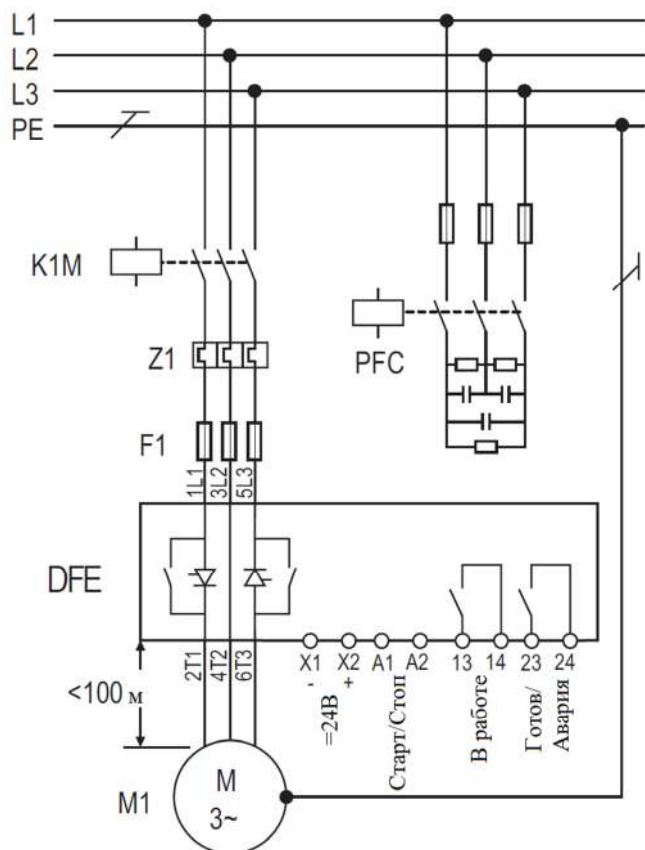 L1
L2
L3
PE
K1M
PFC
Z1
F1
1L1
3L2
5L3
DFE
2T1
4T2
6T3
X1
X2
A1
A2
13
14
23
24
-
+
=24В
Старт/Стоп
В работе
Готов/
Авария
<100 м
M1
M
3~